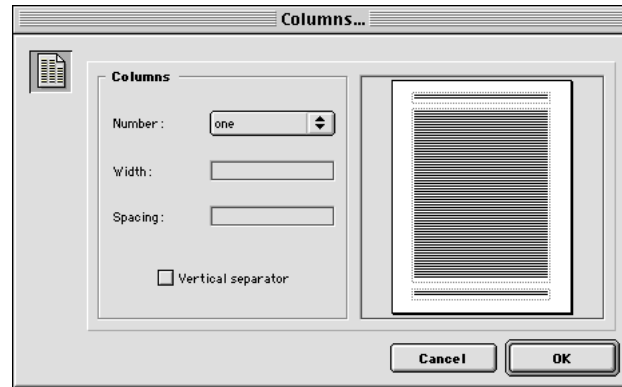 Columns...
Columns
Number: one
Width:
Spacing:
Vertical separator
Cancel OK